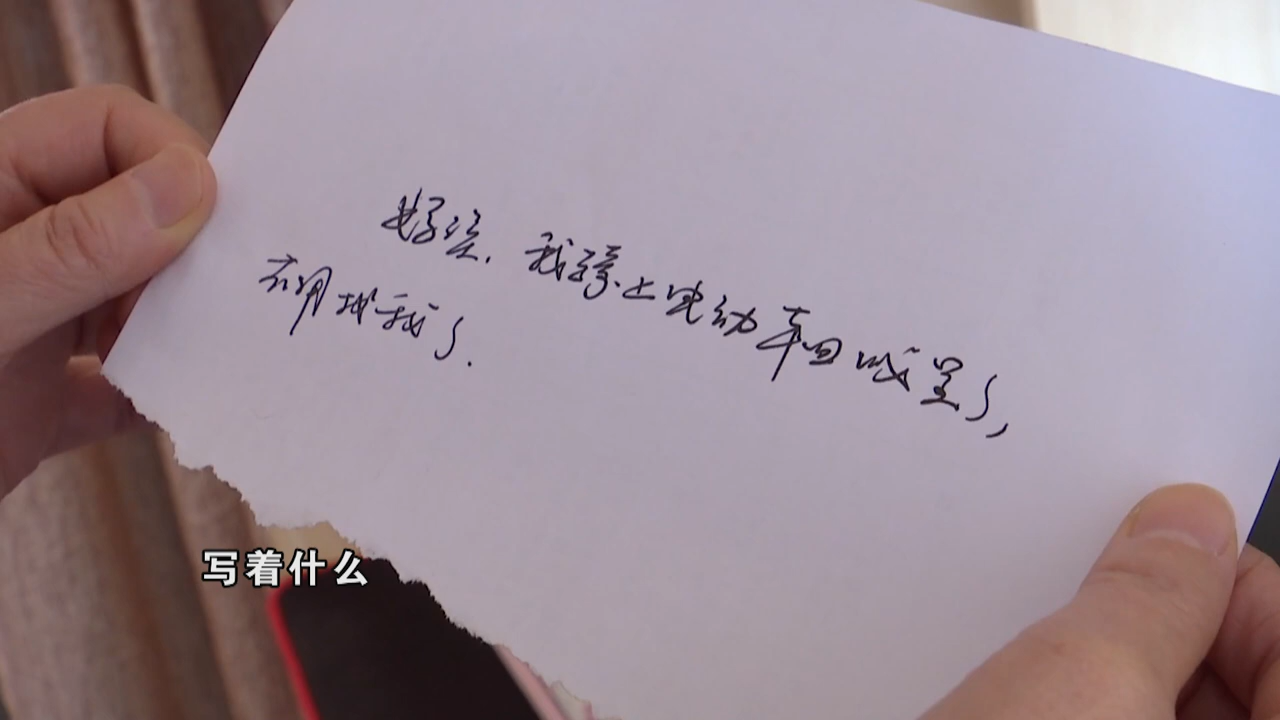 我骑上电动车回城里了,
不用找我了.
写着什么